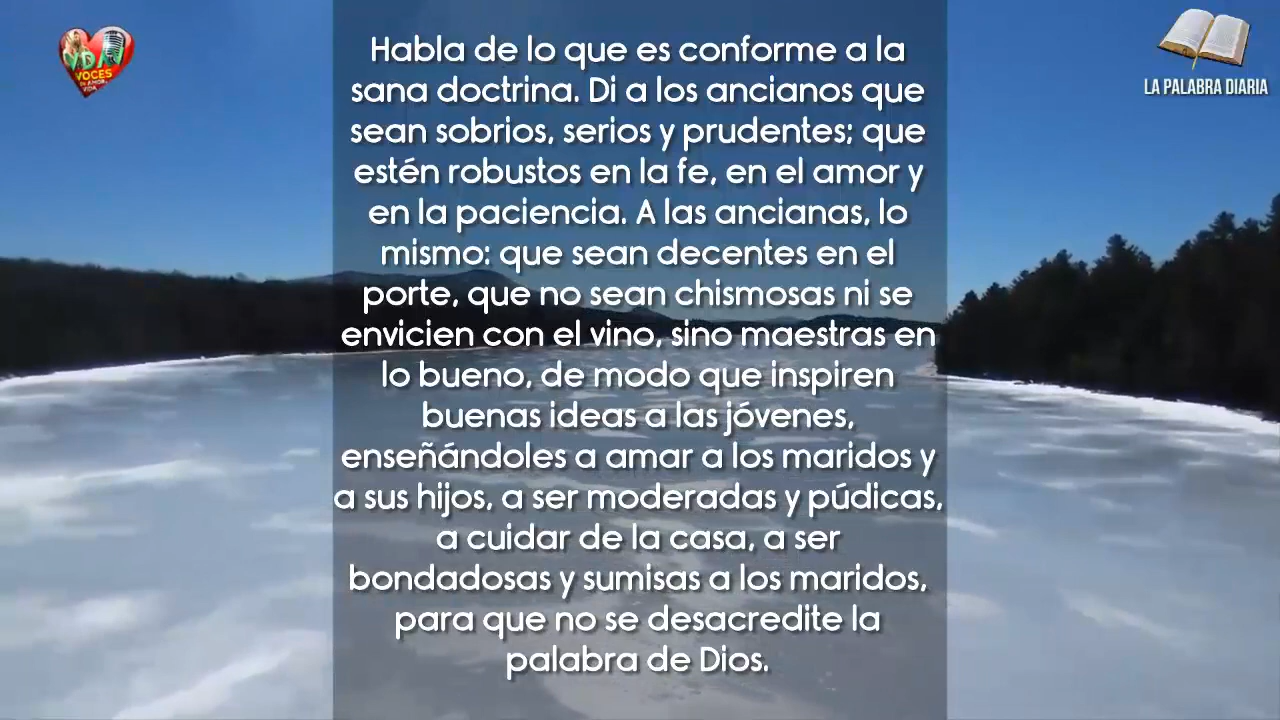 VIDA
VOCES
EN AMOR,
VIDA
LA PALABRA DIARIA
Habla de lo que es conforme a la
sana doctrina. Di a los ancianos que
sean sobrios, serios y prudentes; que
estén robustos en la fe, en el amor y
en la paciencia. A las ancianas, lo
mismo: que sean decentes en el
porte, que no sean chismosas ni se
envicien con el vino, sino maestras en
lo bueno, de modo que inspiren
buenas ideas a las jóvenes,
enseñándoles a amar a los maridos y
a sus hijos, a ser moderadas y púdicas,
a cuidar de la casa, a ser
bondadosas y sumisas a los maridos,
para que no se desacredite la
palabra de Dios.